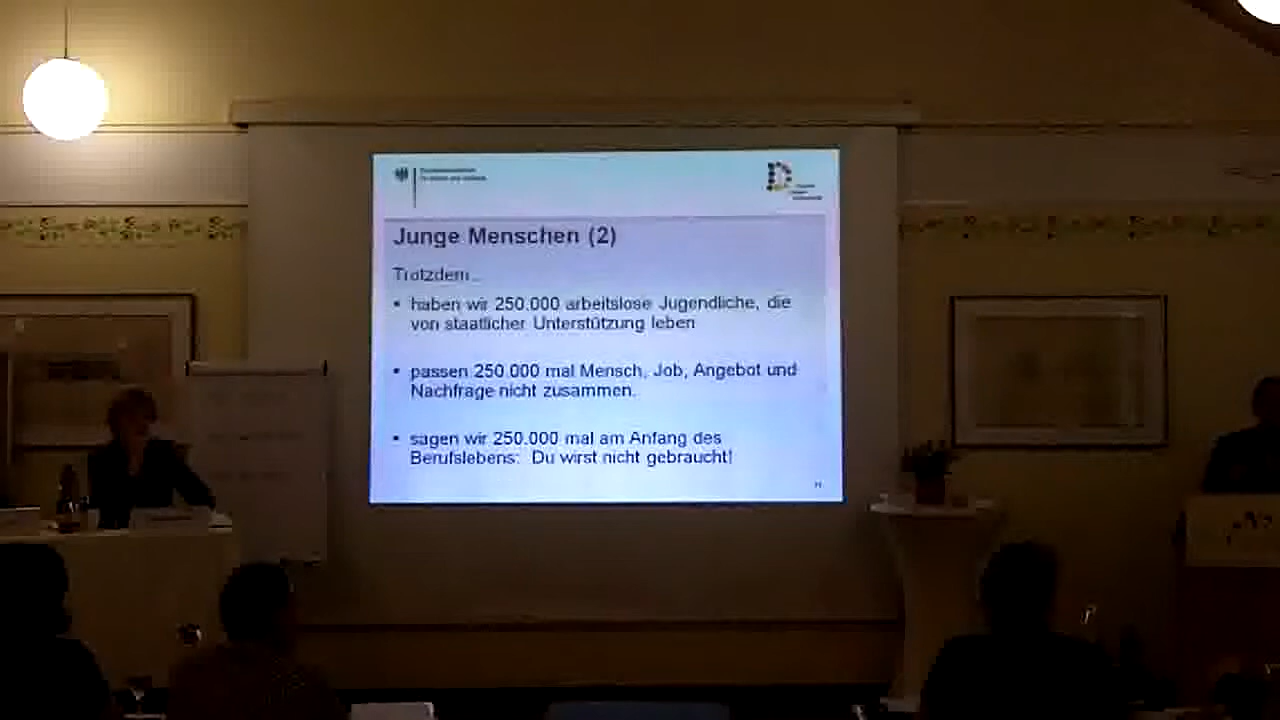 Junge Menschen (2)
Trotzdem...
▪ haben wir 250.000 arbeitslose Jugendliche, die
von staatlicher Unterstützung leben
▪ passen 250.000 mal Mensch, Job, Angebot und
Nachfrage nicht zusammen.
▪ sagen wir 250.000 mal am Anfang des
Berufslebens: Du wirst nicht gebraucht!